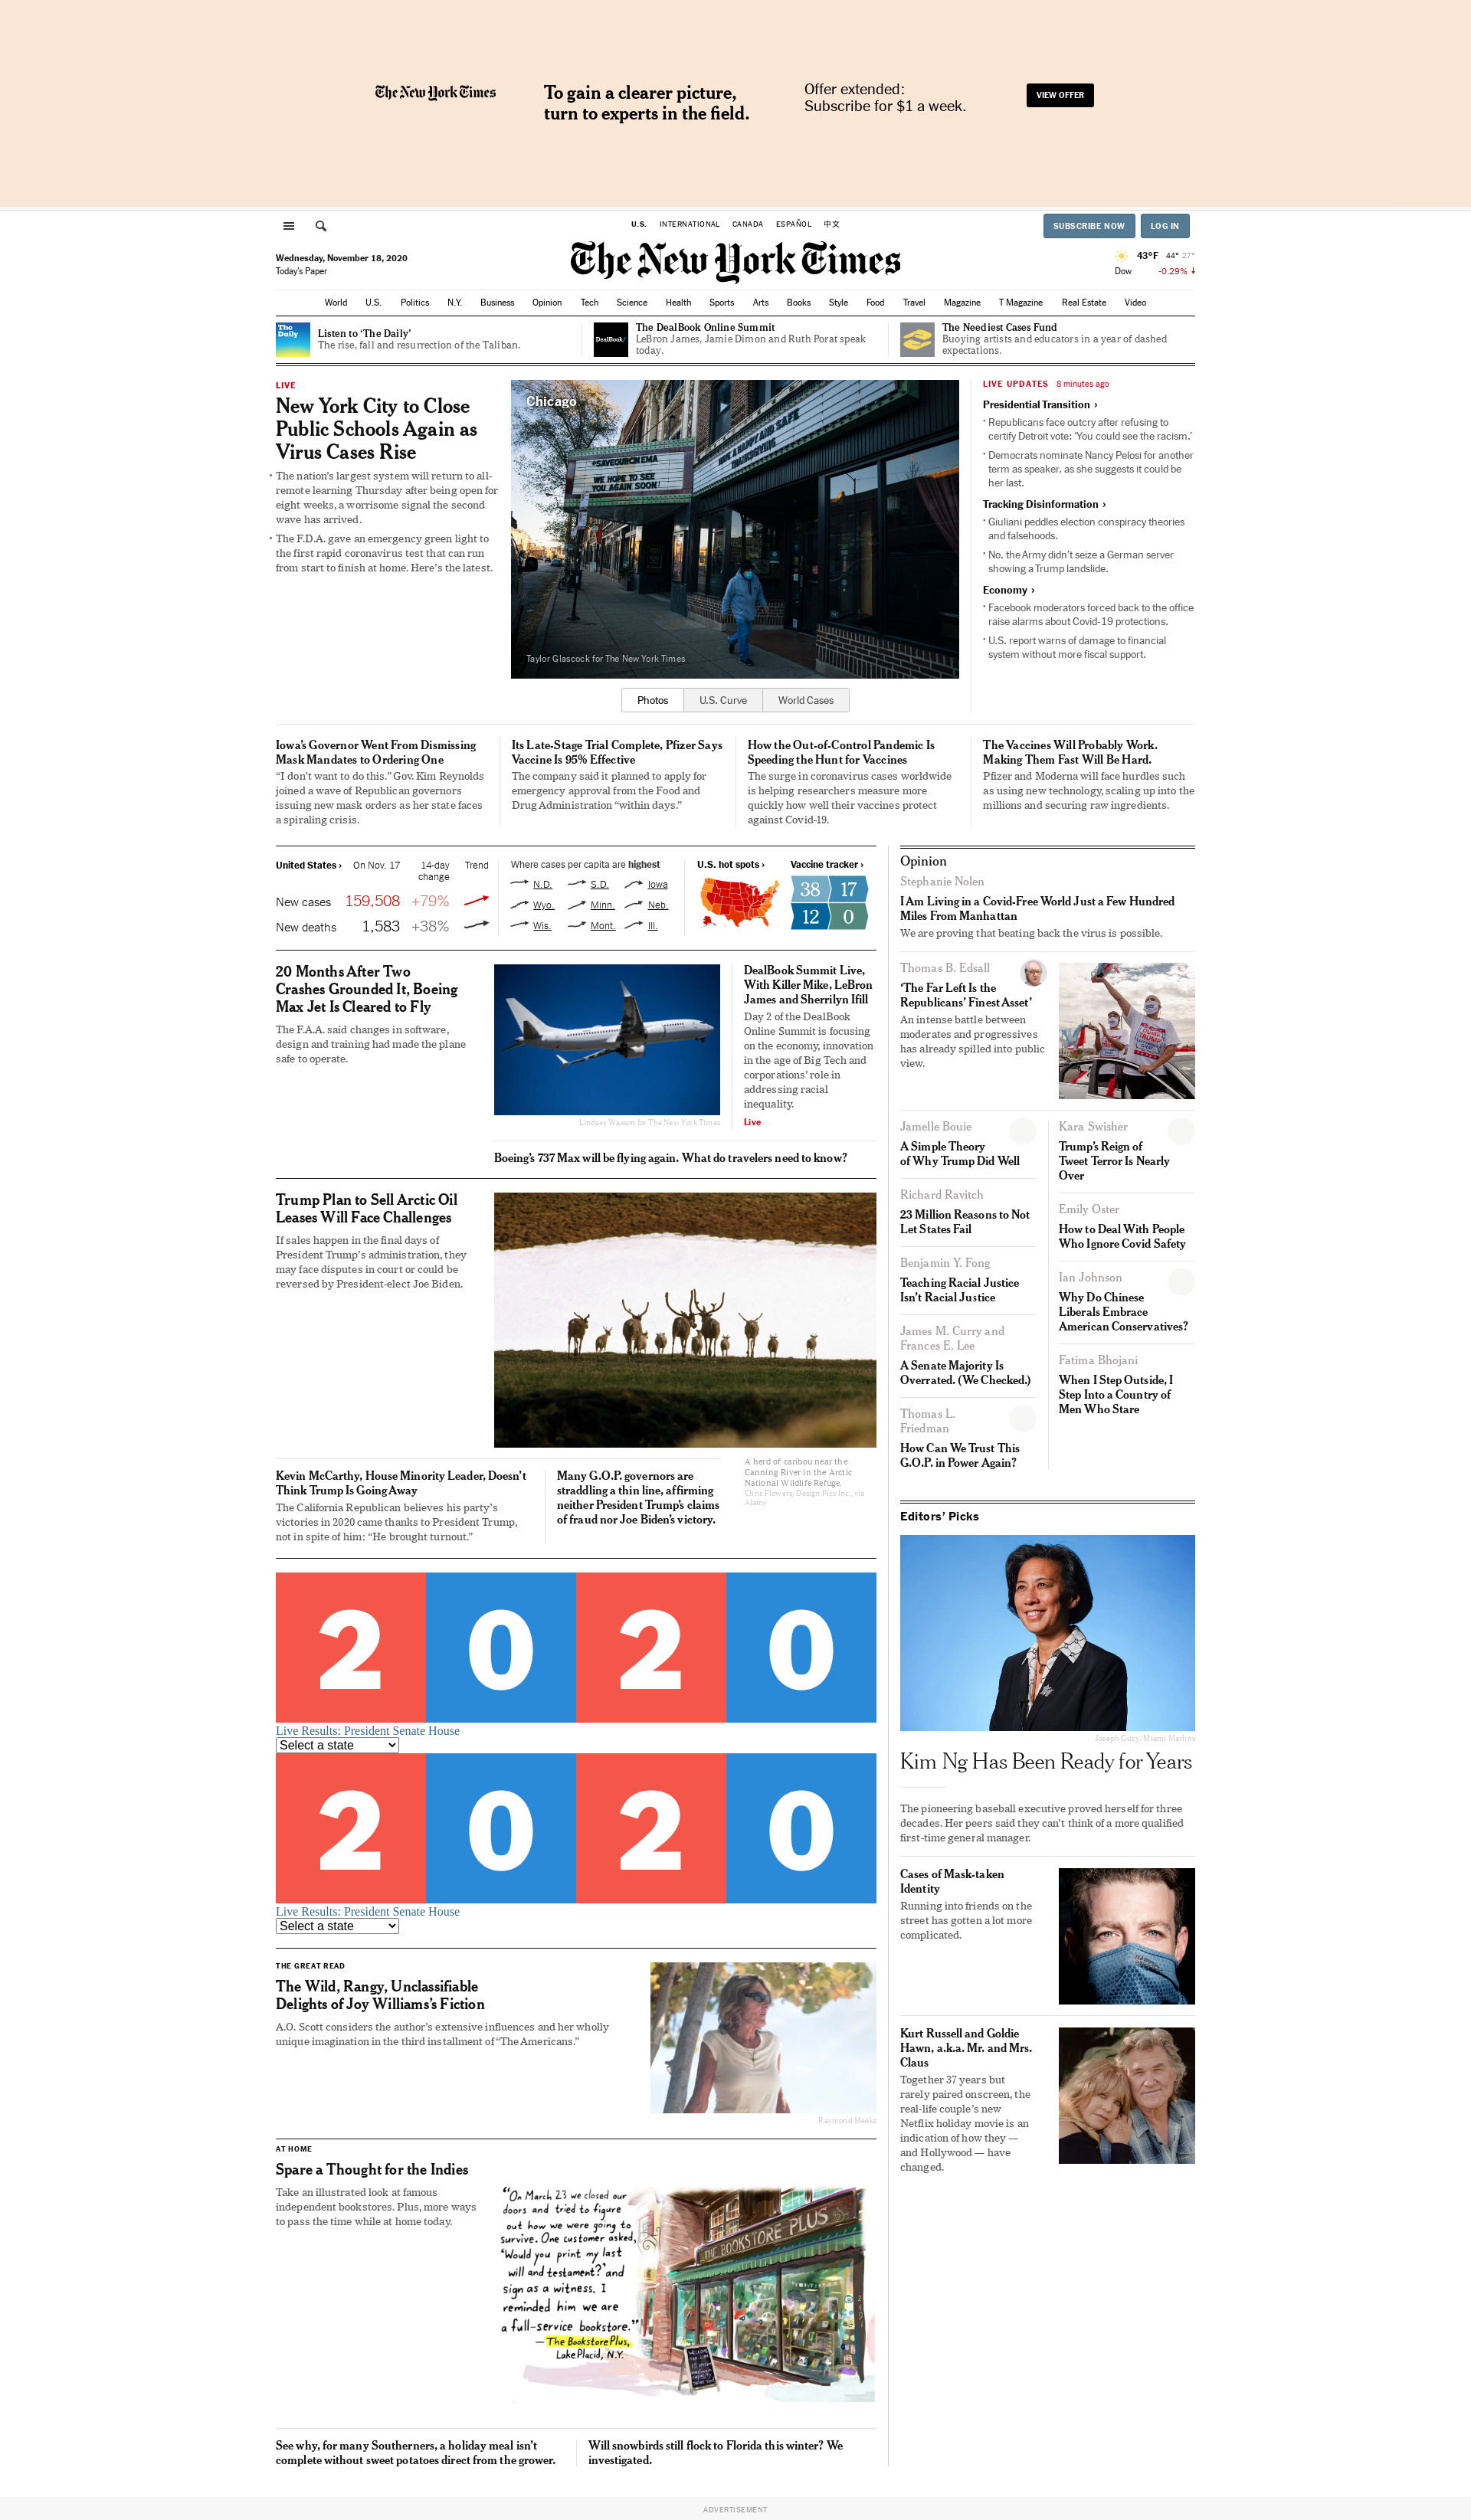 The New York Times
To gain a clearer picture,
turn to experts in the field.
Offer extended:
Subscribe for $1 a week.
VIEW OFFER
U.S. INTERNATIONAL CANADA ESPAÑOL 中文
SUBSCRIBE NOW LOG IN
Wednesday, November 18, 2020
Today's Paper
The New York Times
43°F 44° 27°
Dow -0.29%
World U.S. Politics N.Y. Business Opinion Tech Science Health Sports Arts Books Style Food Travel Magazine T Magazine Real Estate Video
The
Daily
Listen to ‘The Daily’
The rise, fall and resurrection of the Taliban.
DealBook/
The DealBook Online Summit
LeBron James, Jamie Dimon and Ruth Porat speak
today.
The Neediest Cases Fund
Buoying artists and educators in a year of dashed
expectations.
LIVE
New York City to Close
Public Schools Again as
Virus Cases Rise
• The nation’s largest system will return to all-
remote learning Thursday after being open for
eight weeks, a worrisome signal the second
wave has arrived.
• The F.D.A. gave an emergency green light to
the first rapid coronavirus test that can run
from start to finish at home. Here’s the latest.
Chicago
#SAVEOURCINEMA
WE HOPE TO SEE
YOU AGAIN SOON!
HAVE A HAPPY AND SAFE
THANKSGIVING
Taylor Glascock for The New York Times
Photos U.S. Curve World Cases
LIVE UPDATES 8 minutes ago
Presidential Transition ›
• Republicans face outcry after refusing to
certify Detroit vote: ‘You could see the racism.’
• Democrats nominate Nancy Pelosi for another
term as speaker, as she suggests it could be
her last.
Tracking Disinformation ›
• Giuliani peddles election conspiracy theories
and falsehoods.
• No, the Army didn’t seize a German server
showing a Trump landslide.
Economy ›
• Facebook moderators forced back to the office
raise alarms about Covid-19 protections.
• U.S. report warns of damage to financial
system without more fiscal support.
Iowa’s Governor Went From Dismissing
Mask Mandates to Ordering One
“I don’t want to do this.” Gov. Kim Reynolds
joined a wave of Republican governors
issuing new mask orders as her state faces
a spiraling crisis.
Its Late-Stage Trial Complete, Pfizer Says
Vaccine Is 95% Effective
The company said it planned to apply for
emergency approval from the Food and
Drug Administration “within days.”
How the Out-of-Control Pandemic Is
Speeding the Hunt for Vaccines
The surge in coronavirus cases worldwide
is helping researchers measure more
quickly how well their vaccines protect
against Covid-19.
The Vaccines Will Probably Work.
Making Them Fast Will Be Hard.
Pfizer and Moderna will face hurdles such
as using new technology, scaling up into the
millions and securing raw ingredients.
United States › On Nov. 17 14-day
change Trend
New cases 159,508 +79%
New deaths 1,583 +38%
Where cases per capita are highest
N.D. S.D. Iowa
Wyo. Minn. Neb.
Wis. Mont. Ill.
U.S. hot spots ›
Vaccine tracker ›
38 17
12 0
20 Months After Two
Crashes Grounded It, Boeing
Max Jet Is Cleared to Fly
The F.A.A. said changes in software,
design and training had made the plane
safe to operate.
Lindsey Wasson for The New York Times
DealBook Summit Live,
With Killer Mike, LeBron
James and Sherrilyn Ifill
Day 2 of the DealBook
Online Summit is focusing
on the economy, innovation
in the age of Big Tech and
corporations’ role in
addressing racial
inequality.
Live
Boeing’s 737 Max will be flying again. What do travelers need to know?
Trump Plan to Sell Arctic Oil
Leases Will Face Challenges
If sales happen in the final days of
President Trump’s administration, they
may face disputes in court or could be
reversed by President-elect Joe Biden.
A herd of caribou near the
Canning River in the Arctic
National Wildlife Refuge.
Chris Flowers/Design Pics Inc., via
Alamy
Kevin McCarthy, House Minority Leader, Doesn’t
Think Trump Is Going Away
The California Republican believes his party’s
victories in 2020 came thanks to President Trump,
not in spite of him: “He brought turnout.”
Many G.O.P. governors are
straddling a thin line, affirming
neither President Trump’s claims
of fraud nor Joe Biden’s victory.
2020
Live Results: President Senate House
Select a state
2020
Live Results: President Senate House
Select a state
THE GREAT READ
The Wild, Rangy, Unclassifiable
Delights of Joy Williams’s Fiction
A.O. Scott considers the author’s extensive influences and her wholly
unique imagination in the third installment of “The Americans.”
Raymond Meeks
AT HOME
Spare a Thought for the Indies
Take an illustrated look at famous
independent bookstores. Plus, more ways
to pass the time while at home today.
“On March 23 we closed our
doors and tried to figure
out how we were going to
survive. One customer asked,
‘Would you print my last
will and testament?’ and
sign as a witness. I
reminded him we are
a full-service bookstore.”
— The Bookstore Plus,
Lake Placid, N.Y.
THE BOOKSTORE PLUS
See why, for many Southerners, a holiday meal isn’t
complete without sweet potatoes direct from the grower.
Will snowbirds still flock to Florida this winter? We
investigated.
Opinion
Stephanie Nolen
I Am Living in a Covid-Free World Just a Few Hundred
Miles From Manhattan
We are proving that beating back the virus is possible.
Thomas B. Edsall
‘The Far Left Is the
Republicans’ Finest Asset’
An intense battle between
moderates and progressives
has already spilled into public
view.
TRUMP
Jamelle Bouie
A Simple Theory
of Why Trump Did Well
Richard Ravitch
23 Million Reasons to Not
Let States Fail
Benjamin Y. Fong
Teaching Racial Justice
Isn’t Racial Justice
James M. Curry and
Frances E. Lee
A Senate Majority Is
Overrated. (We Checked.)
Thomas L.
Friedman
How Can We Trust This
G.O.P. in Power Again?
Kara Swisher
Trump’s Reign of
Tweet Terror Is Nearly
Over
Emily Oster
How to Deal With People
Who Ignore Covid Safety
Ian Johnson
Why Do Chinese
Liberals Embrace
American Conservatives?
Fatima Bhojani
When I Step Outside, I
Step Into a Country of
Men Who Stare
Editors’ Picks
Joseph Guzy/Miami Marlins
Kim Ng Has Been Ready for Years
The pioneering baseball executive proved herself for three
decades. Her peers said they can’t think of a more qualified
first-time general manager.
Cases of Mask-taken
Identity
Running into friends on the
street has gotten a lot more
complicated.
Kurt Russell and Goldie
Hawn, a.k.a. Mr. and Mrs.
Claus
Together 37 years but
rarely paired onscreen, the
real-life couple’s new
Netflix holiday movie is an
indication of how they —
and Hollywood — have
changed.
ADVERTISEMENT